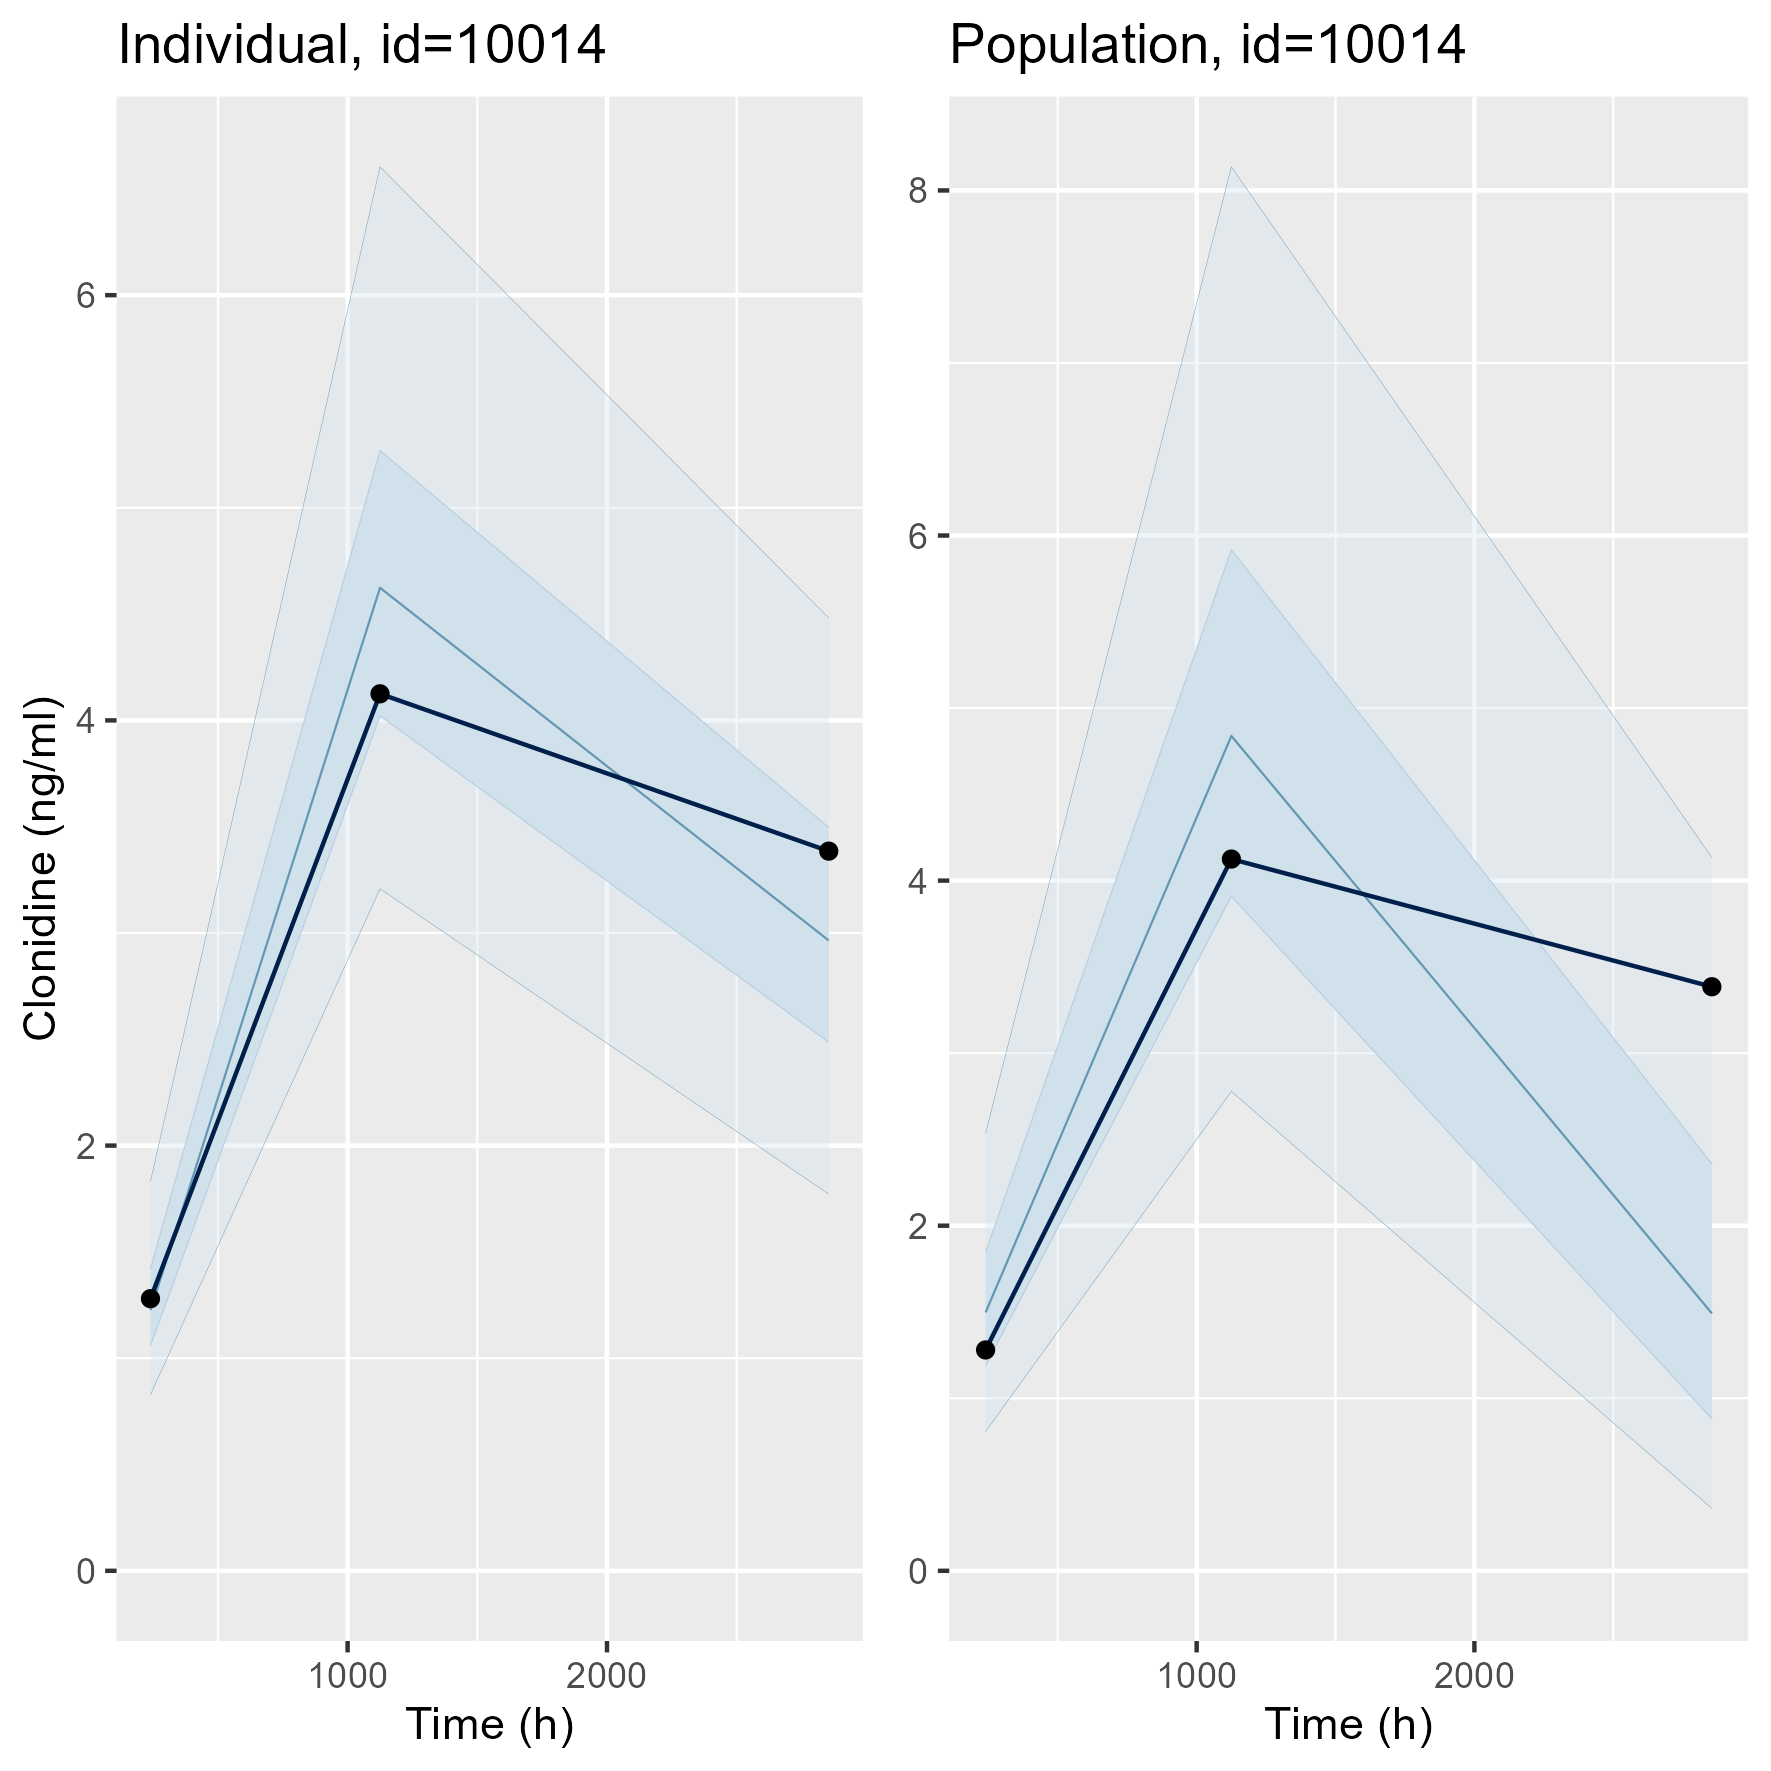 Individual, id=10014
Clonidine (ng/ml)
6
4
2
0
1000 2000
Time (h)
Population, id=10014
8
6
4
2
0
1000 2000
Time (h)